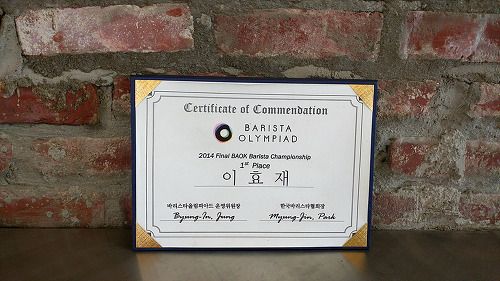 Certificate of Commendation
BARISTA
OLYMPIAD
2014 Final BAOK Barista Championship
1st Place
이 효 재
바리스타올림피아드 운영위원장
한국바리스타협회장
Byung-In, Jung
Myung-Jin, Park